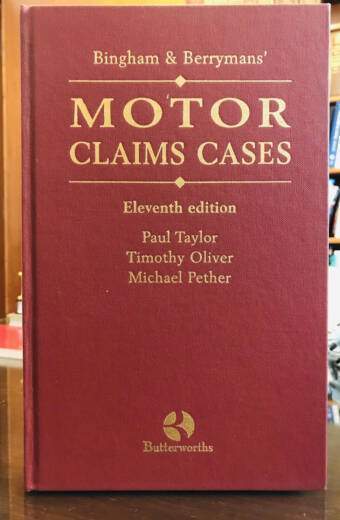 Bingham & Berrymans'
MOTOR
CLAIMS CASES
Eleventh edition
Paul Taylor
Timothy Oliver
Michael Pether
Butterworths